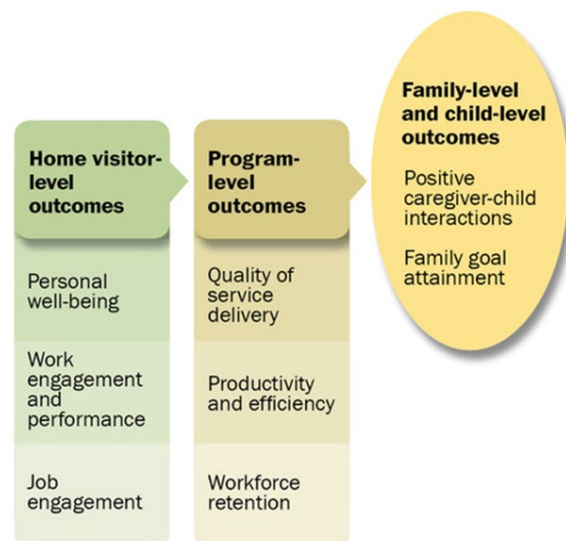 Home visitor-
level
outcomes
Personal
well-being
Work
engagement
and
performance
Job
engagement
Program-
level
outcomes
Quality of
service
delivery
Productivity
and efficiency
Workforce
retention
Family-level
and child-level
outcomes
Positive
caregiver-child
interactions
Family goal
attainment